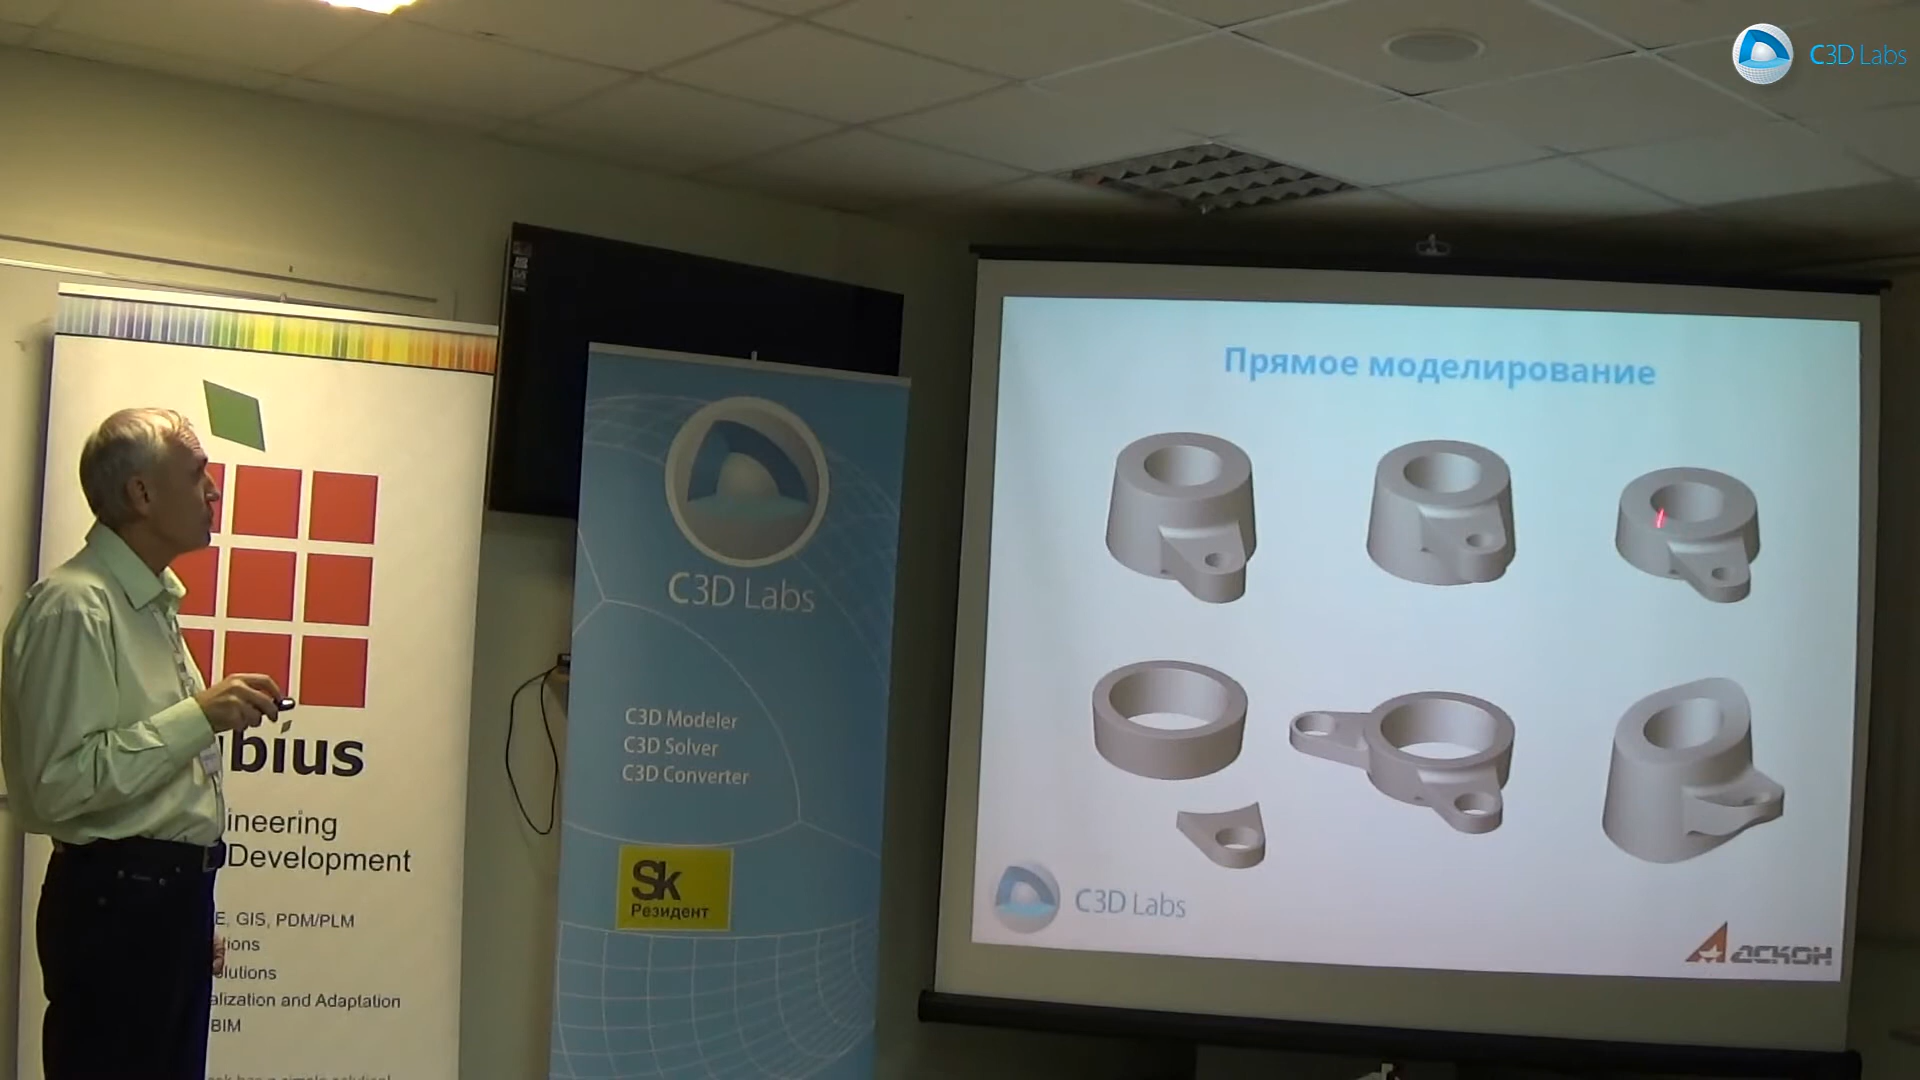 C3D Labs
bius
ineering
Development
E, GIS, PDM/PLM
tions
olutions
alization and Adaptation
BIM
C3D Labs
C3D Modeler
C3D Solver
C3D Converter
Sk
Резидент
Прямое моделирование
C3D Labs
АСКОН